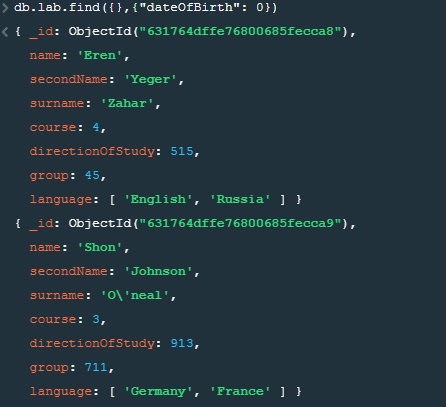 > db.lab.find({},{"dateOfBirth": 0})
< { _id: ObjectId("631764dffe76800685fecca8"),
name: 'Eren',
secondName: 'Yeger',
surname: 'Zahar',
course: 4,
directionOfStudy: 515,
group: 45,
language: [ 'English', 'Russia' ] }
{ _id: ObjectId("631764dffe76800685fecca9"),
name: 'Shon',
secondName: 'Johnson',
surname: 'O\'neal',
course: 3,
directionOfStudy: 913,
group: 711,
language: [ 'Germany', 'France' ] }